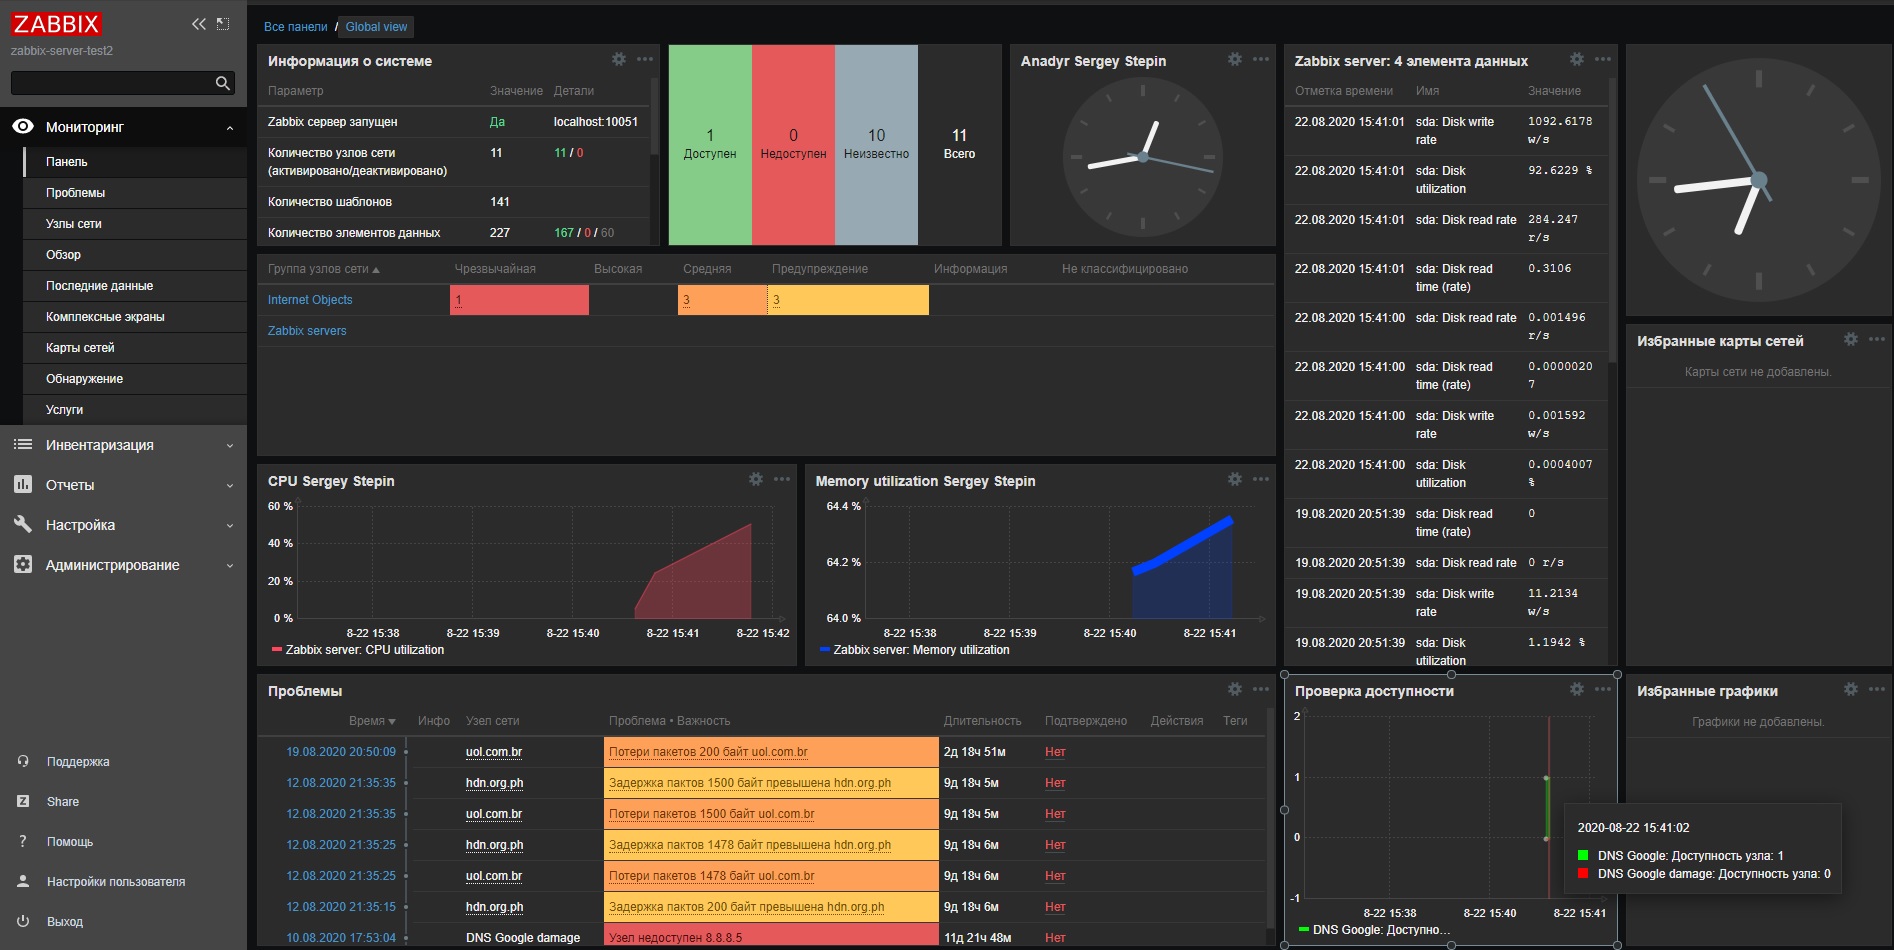 ZABBIX
zabbix-server-test2
Мониторинг
Панель
Проблемы
Узлы сети
Обзор
Последние данные
Комплексные экраны
Карты сетей
Обнаружение
Услуги
Инвентаризация
Отчеты
Настройка
Администрирование
Поддержка
Share
Помощь
Настройки пользователя
Выход
Все панели / Global view
Информация о системе
Параметр Значение Детали
Zabbix сервер запущен Да localhost:10051
Количество узлов сети (активировано/деактивировано) 11 11 / 0
Количество шаблонов 141
Количество элементов данных 227 167 / 0 / 60
1 Доступен
0 Недоступен
10 Неизвестно
11 Всего
Anadyr Sergey Stepin
Группа узлов сети Чрезвычайная Высокая Средняя Предупреждение Информация Не классифицировано
Internet Objects 1 3 3
Zabbix servers
CPU Sergey Stepin
60 %
40 %
20 %
0 %
8-22 15:38 8-22 15:39 8-22 15:40 8-22 15:41 8-22 15:42
Zabbix server: CPU utilization
Memory utilization Sergey Stepin
64.4 %
64.2 %
64.0 %
8-22 15:38 8-22 15:39 8-22 15:40 8-22 15:41
Zabbix server: Memory utilization
Проблемы
Время Инфо Узел сети Проблема • Важность Длительность Подтверждено Действия Теги
19.08.2020 20:50:09 uol.com.br Потери пакетов 200 байт uol.com.br 2д 18ч 51м Нет
12.08.2020 21:35:35 hdn.org.ph Задержка пактов 1500 байт превышена hdn.org.ph 9д 18ч 5м Нет
12.08.2020 21:35:35 uol.com.br Потери пакетов 1500 байт uol.com.br 9д 18ч 5м Нет
12.08.2020 21:35:25 hdn.org.ph Задержка пактов 1478 байт превышена hdn.org.ph 9д 18ч 6м Нет
12.08.2020 21:35:25 uol.com.br Потери пакетов 1478 байт uol.com.br 9д 18ч 6м Нет
12.08.2020 21:35:15 hdn.org.ph Задержка пактов 200 байт превышена hdn.org.ph 9д 18ч 6м Нет
10.08.2020 17:53:04 DNS Google damage Узел недоступен 8.8.8.5 11д 21ч 48м Нет
Zabbix server: 4 элемента данных
Отметка времени Имя Значение
22.08.2020 15:41:01 sda: Disk write rate 1092.6178 w/s
22.08.2020 15:41:01 sda: Disk utilization 92.6229 %
22.08.2020 15:41:01 sda: Disk read rate 284.247 r/s
22.08.2020 15:41:01 sda: Disk read time (rate) 0.3106
22.08.2020 15:41:00 sda: Disk read rate 0.001496 r/s
22.08.2020 15:41:00 sda: Disk read time (rate) 0.00000207
22.08.2020 15:41:00 sda: Disk write rate 0.001592 w/s
22.08.2020 15:41:00 sda: Disk utilization 0.0004007 %
19.08.2020 20:51:39 sda: Disk read time (rate) 0
19.08.2020 20:51:39 sda: Disk read rate 0 r/s
19.08.2020 20:51:39 sda: Disk write rate 11.2134 w/s
19.08.2020 20:51:39 sda: Disk utilization 1.1942 %
Избранные карты сетей
Карты сети не добавлены.
Проверка доступности
2
1
0
-1
8-22 15:38 8-22 15:40 8-22 15:41
DNS Google: Доступно...
2020-08-22 15:41:02
DNS Google: Доступность узла: 1
DNS Google damage: Доступность узла: 0
Избранные графики
Графики не добавлены.